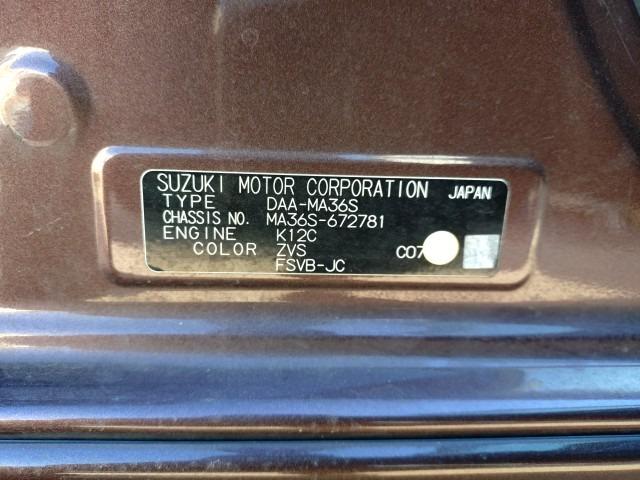 SUZUKI MOTOR CORPORATION JAPAN
TYPE DAA-MA36S
CHASSIS NO. MA36S-672781
ENGINE K12C
COLOR ZVS C07
FSVB-JC